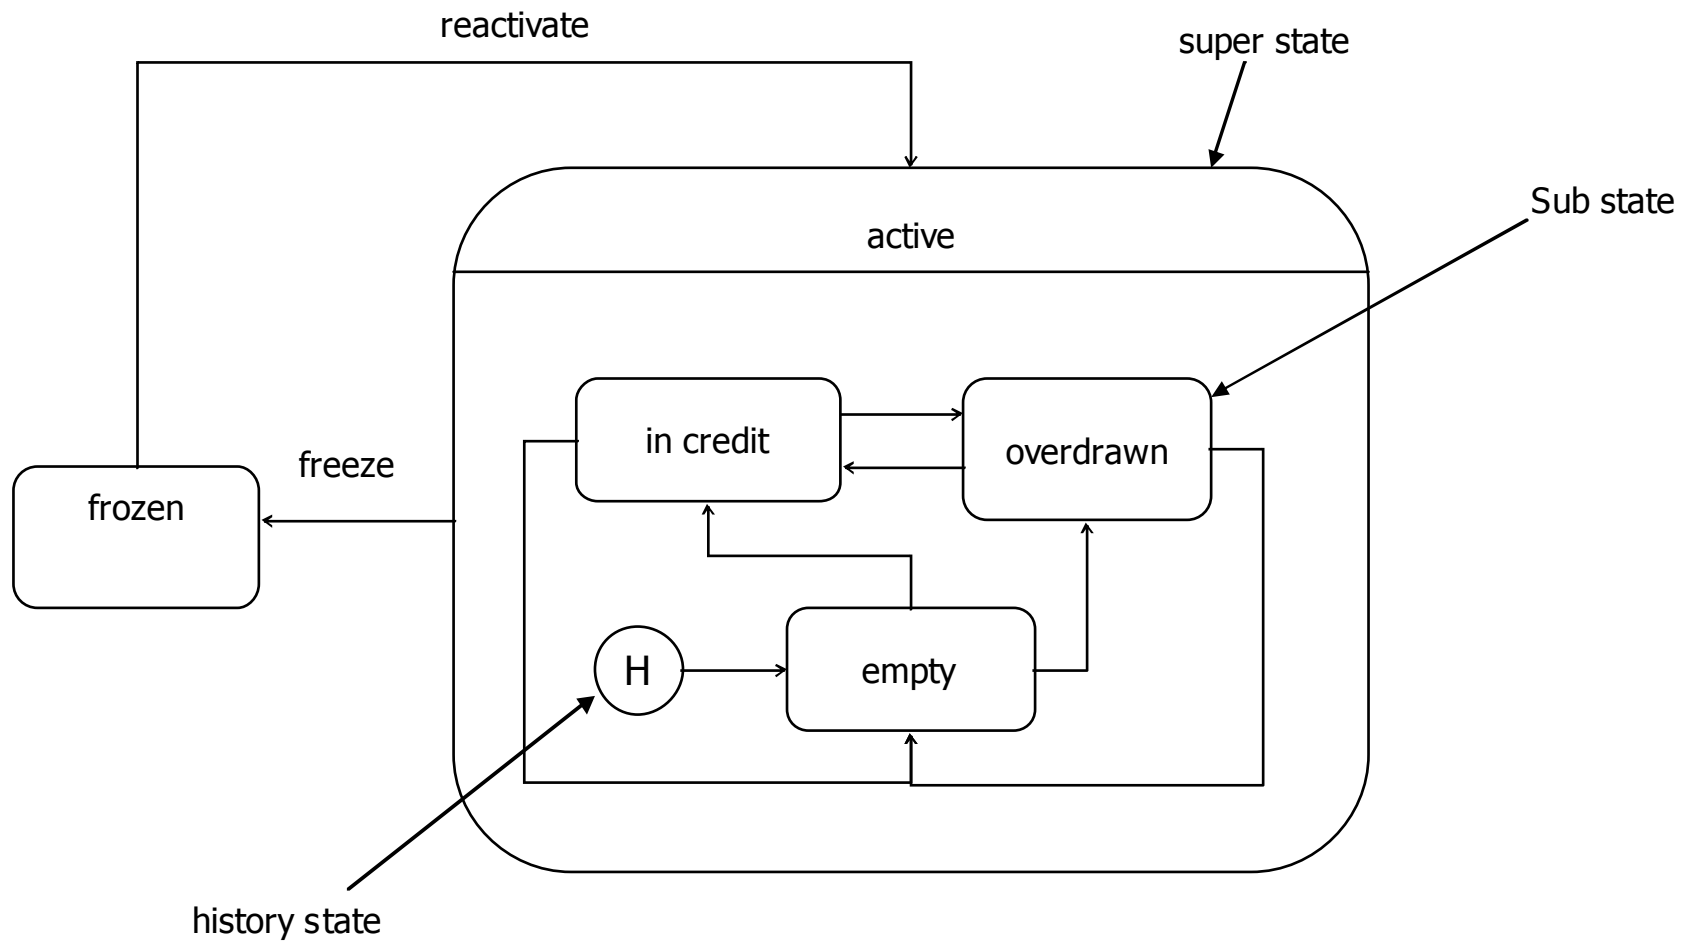 reactivate
super state
Sub state
active
in credit
overdrawn
freeze
frozen
H
empty
history state